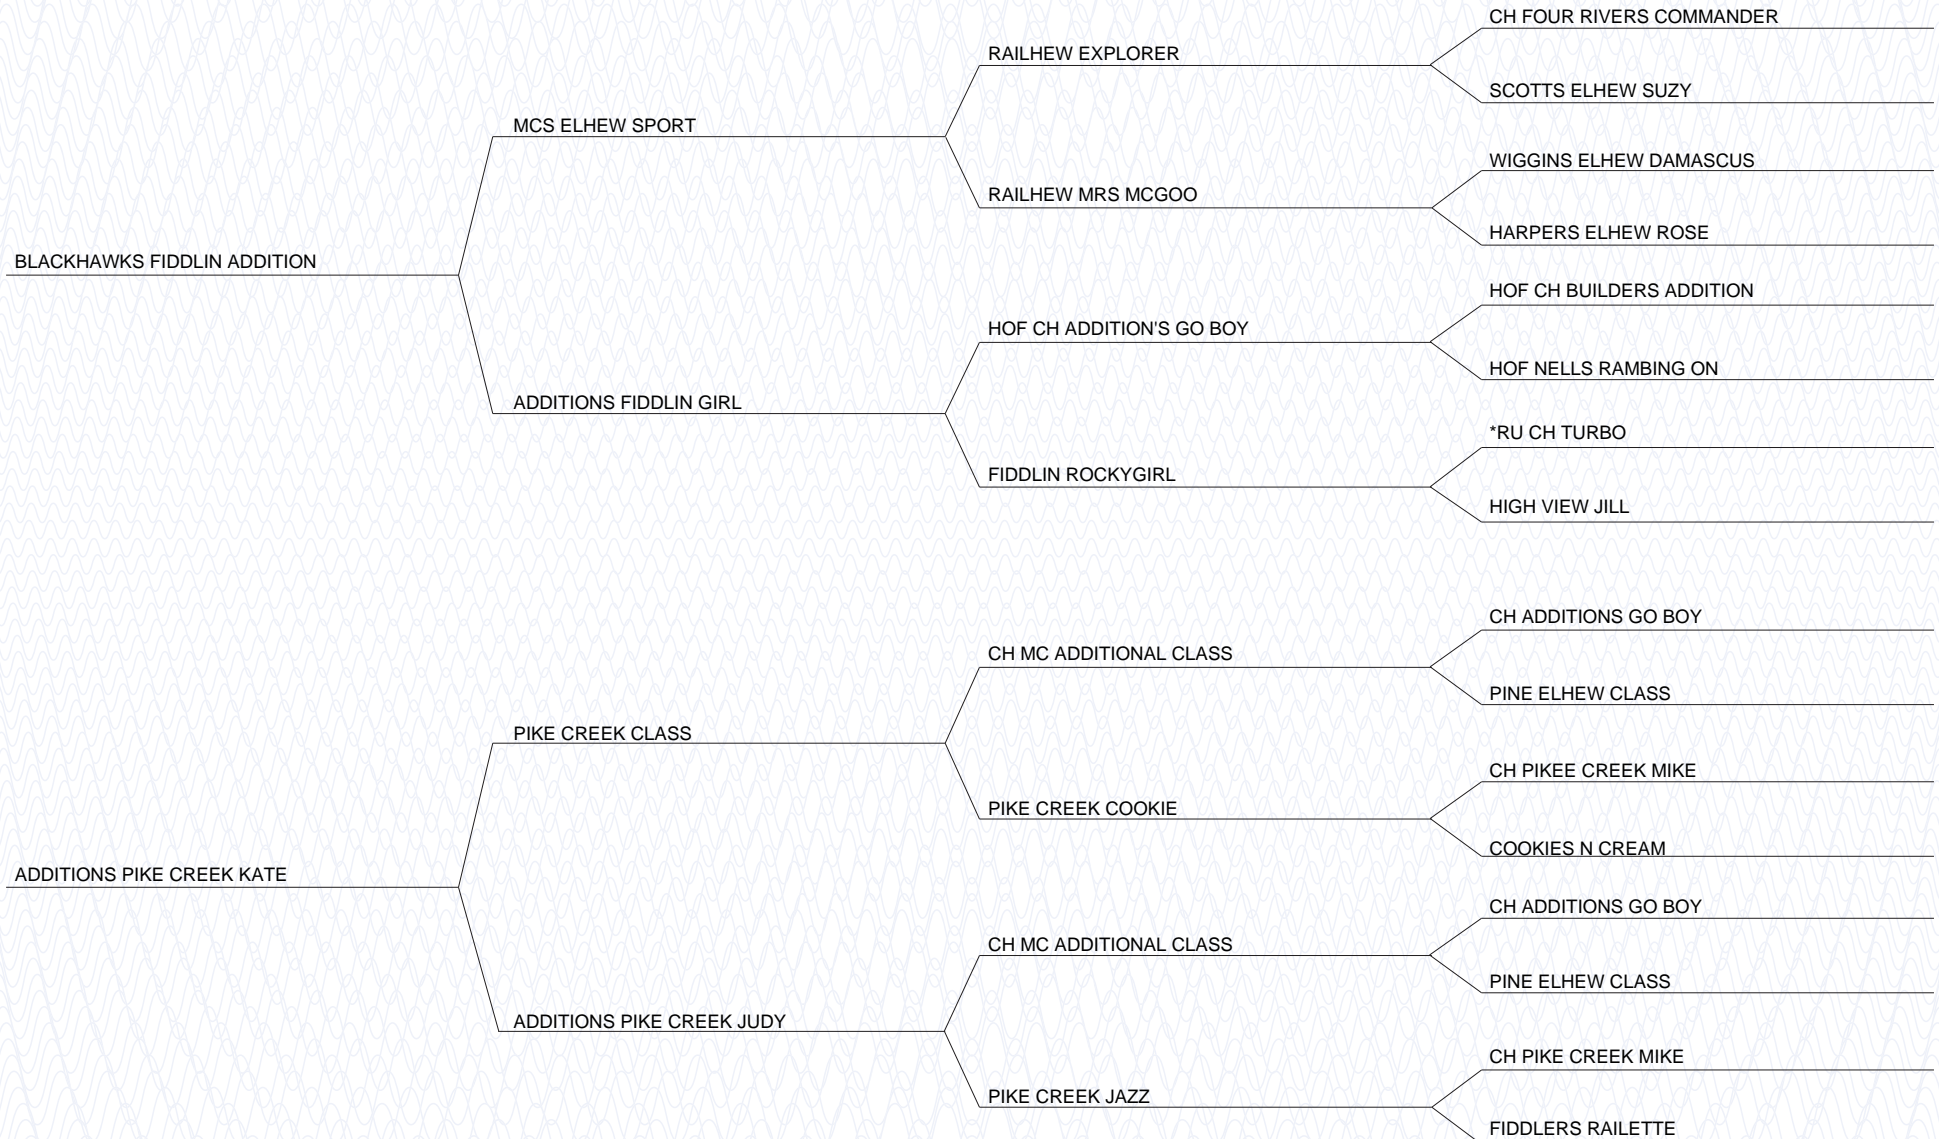 CH FOUR RIVERS COMMANDER
RAILHEW EXPLORER
SCOTTS ELHEW SUZY
MCS ELHEW SPORT
WIGGINS ELHEW DAMASCUS
RAILHEW MRS MCGOO
HARPERS ELHEW ROSE
BLACKHAWKS FIDDLIN ADDITION
HOF CH BUILDERS ADDITION
HOF CH ADDITION'S GO BOY
HOF NELLS RAMBING ON
ADDITIONS FIDDLIN GIRL
*RU CH TURBO
FIDDLIN ROCKYGIRL
HIGH VIEW JILL
CH ADDITIONS GO BOY
CH MC ADDITIONAL CLASS
PINE ELHEW CLASS
PIKE CREEK CLASS
CH PIKEE CREEK MIKE
PIKE CREEK COOKIE
COOKIES N CREAM
ADDITIONS PIKE CREEK KATE
CH ADDITIONS GO BOY
CH MC ADDITIONAL CLASS
PINE ELHEW CLASS
ADDITIONS PIKE CREEK JUDY
CH PIKE CREEK MIKE
PIKE CREEK JAZZ
FIDDLERS RAILETTE